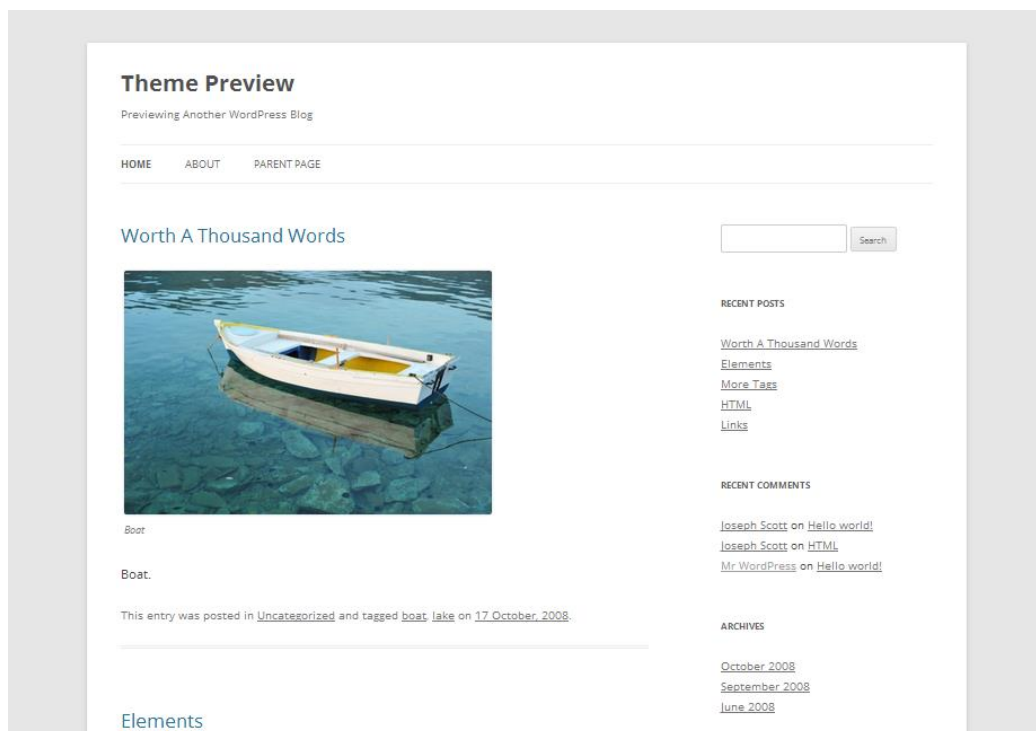 Theme Preview
Previewing Another WordPress Blog
HOME ABOUT PARENT PAGE
Worth A Thousand Words
Boat
Boat.
This entry was posted in Uncategorized and tagged boat, lake on 17 October, 2008.
Elements
Search
RECENT POSTS
Worth A Thousand Words
Elements
More Tags
HTML
Links
RECENT COMMENTS
Joseph Scott on Hello world!
Joseph Scott on HTML
Mr WordPress on Hello world!
ARCHIVES
October 2008
September 2008
June 2008